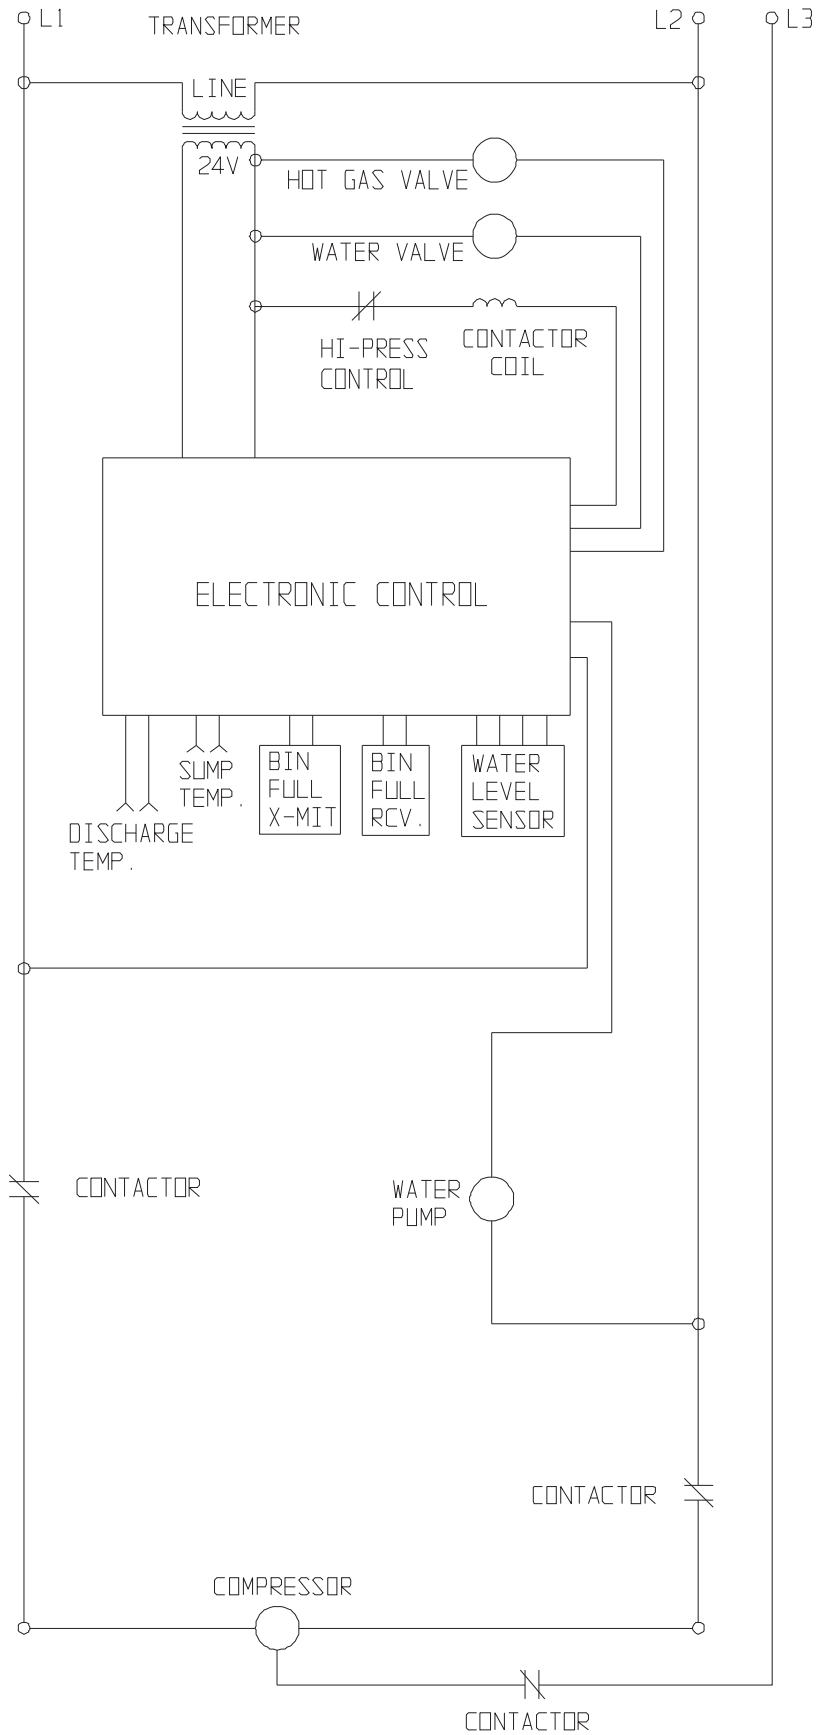 L1
TRANSFORMER
L2
L3
LINE
24V
HOT GAS VALVE
WATER VALVE
HI-PRESS
CONTROL
CONTACTOR
COIL
ELECTRONIC CONTROL
DISCHARGE
TEMP.
SUMP
TEMP.
BIN
FULL
X-MIT
BIN
FULL
RCV.
WATER
LEVEL
SENSOR
CONTACTOR
WATER
PUMP
CONTACTOR
COMPRESSOR
CONTACTOR